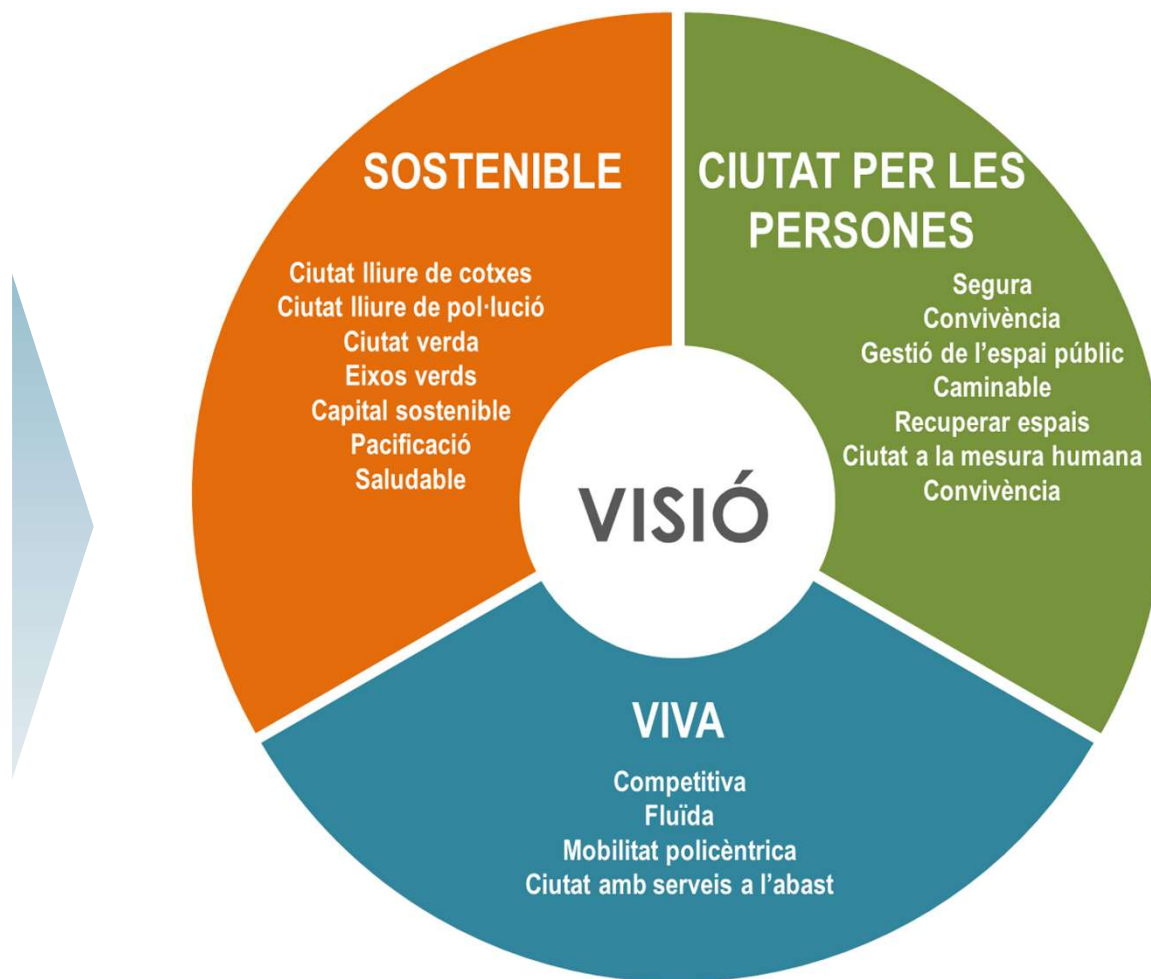 SOSTENIBLE
Ciutat lliure de cotxes
Ciutat lliure de pol·lució
Ciutat verda
Eixos verds
Capital sostenible
Pacificació
Saludable
CIUTAT PER LES
PERSONES
Segura
Convivència
Gestió de l'espai públic
Caminable
Recuperar espais
Ciutat a la mesura humana
Convivència
VISIÓ
VIVA
Competitiva
Fluïda
Mobilitat policèntrica
Ciutat amb serveis a l'abast